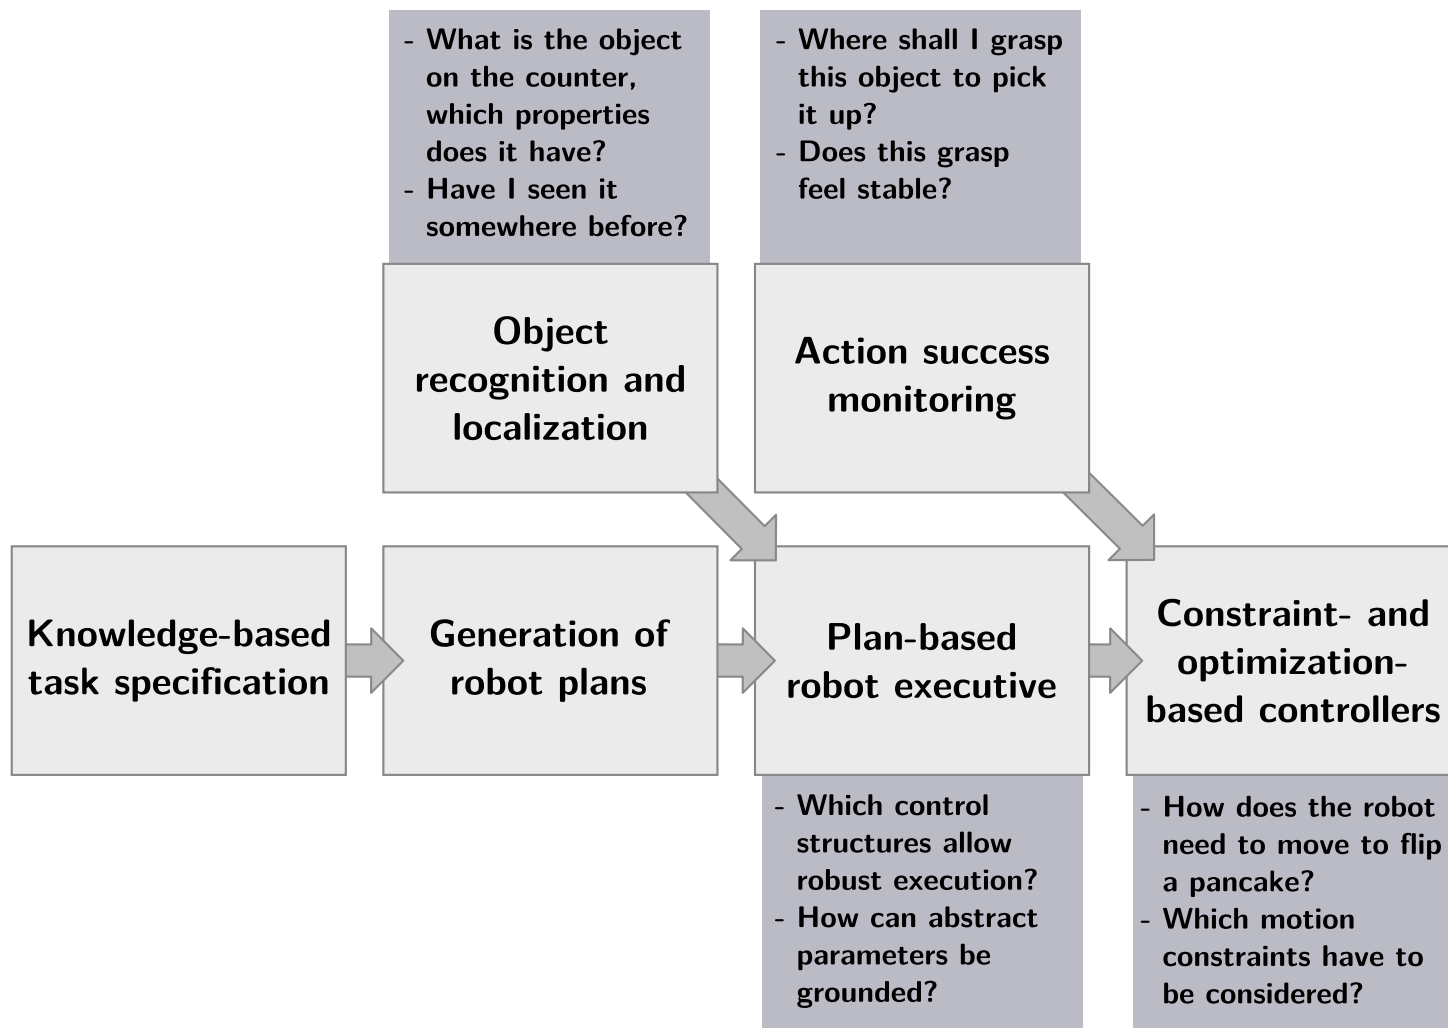 - What is the object
on the counter,
which properties
does it have?
- Have I seen it
somewhere before?
- Where shall I grasp
this object to pick
it up?
- Does this grasp
feel stable?
Object
recognition and
localization
Action success
monitoring
Knowledge-based
task specification
Generation of
robot plans
Plan-based
robot executive
Constraint- and
optimization-
based controllers
- Which control
structures allow
robust execution?
- How can abstract
parameters be
grounded?
- How does the robot
need to move to flip
a pancake?
- Which motion
constraints have to
be considered?